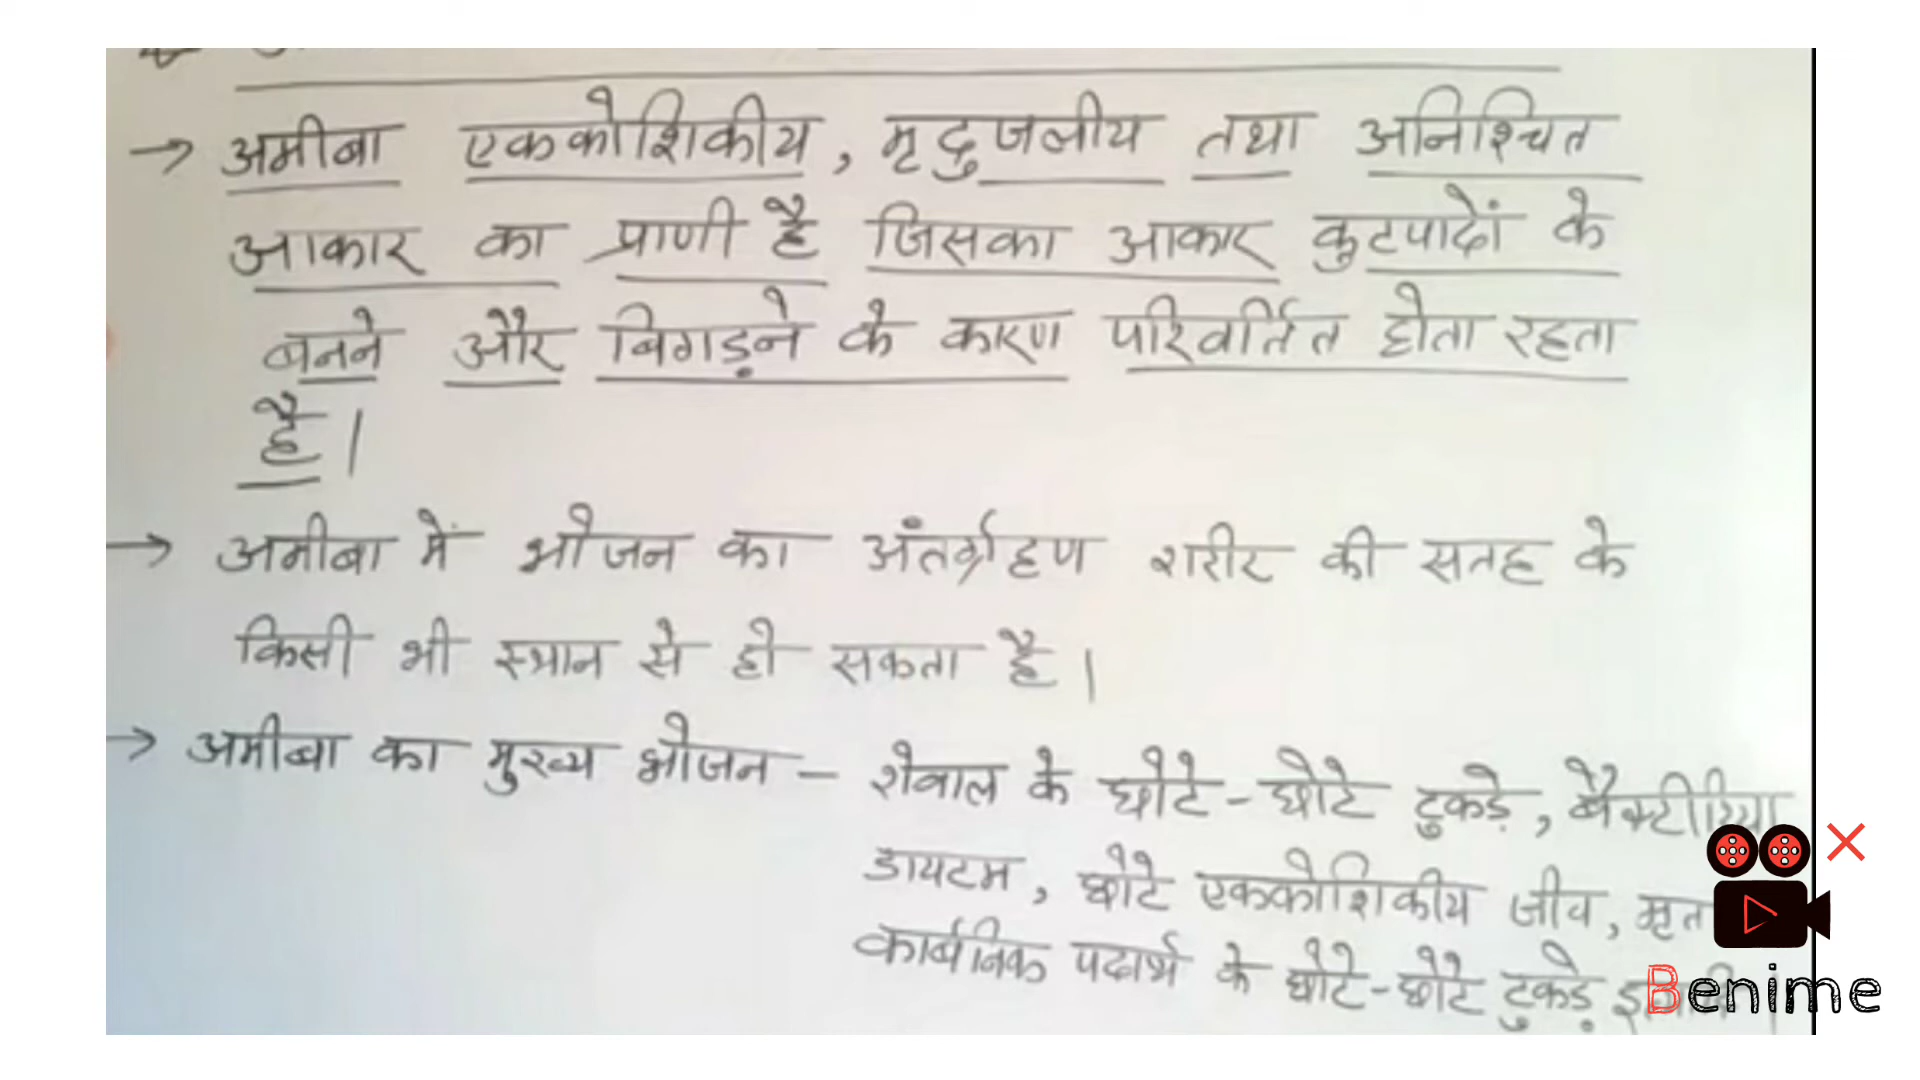 → अमीबा एककोशिकीय, मृदुजलीय तथा अनिश्चित
आकार का प्राणी है जिसका आकार कुटपादों के
बनने और बिगड़ने के कारण परिवर्तित होता रहता
है।
→ अमीबा में भोजन का अंतर्ग्रहण शरीर की सतह के
किसी भी स्थान से हो सकता है।
→ अमीबा का मुख्य भोजन – शैवाल के छोटे-छोटे टुकड़े, बैक्टीरिया
डायटम, छोटे एककोशिकीय जीव, मृत
कार्बनिक पदार्थ के छोटे-छोटे टुकड़े
Benime